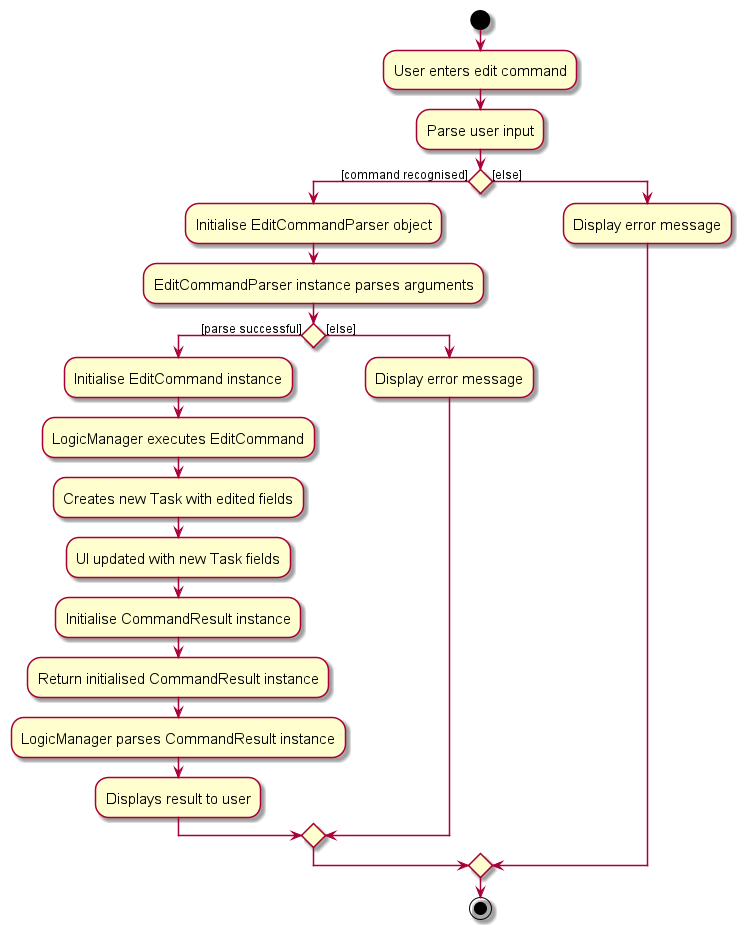 User enters edit command
Parse user input
[command recognised]
[else]
Initialise EditCommandParser object
Display error message
EditCommandParser instance parses arguments
[parse successful]
[else]
Initialise EditCommand instance
Display error message
LogicManager executes EditCommand
Creates new Task with edited fields
UI updated with new Task fields
Initialise CommandResult instance
Return initialised CommandResult instance
LogicManager parses CommandResult instance
Displays result to user